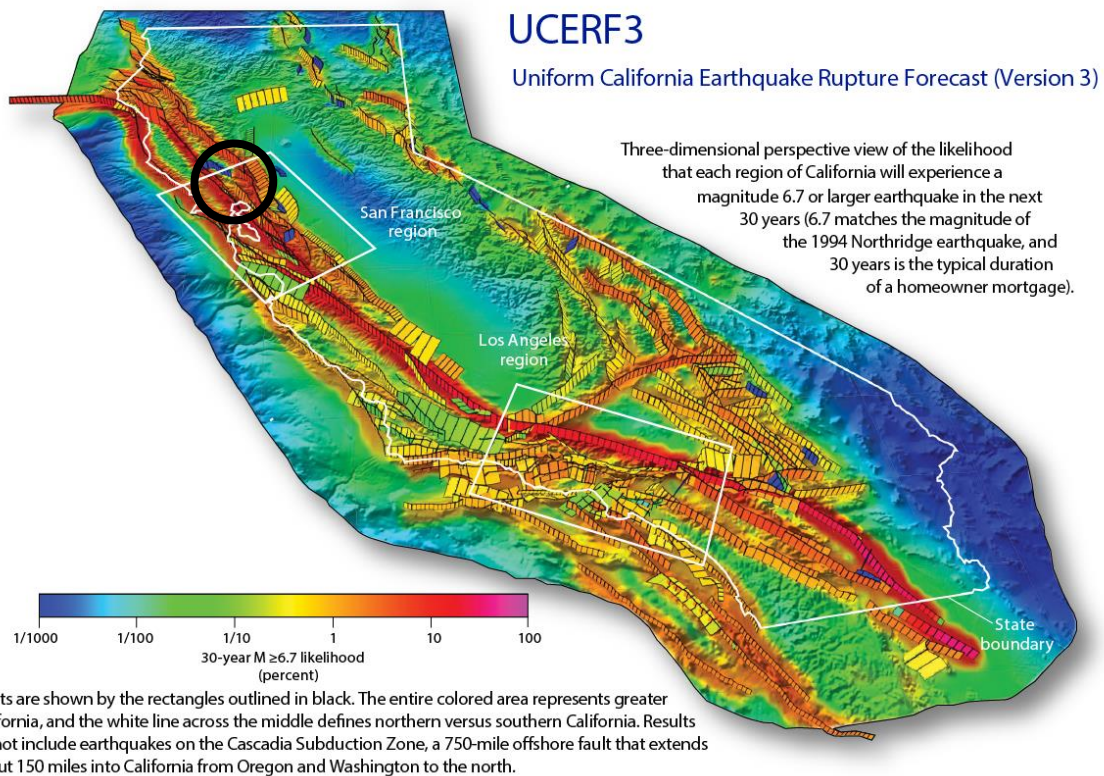 UCERF3
Uniform California Earthquake Rupture Forecast (Version 3)
Three-dimensional perspective view of the likelihood
that each region of California will experience a
magnitude 6.7 or larger earthquake in the next
30 years (6.7 matches the magnitude of
the 1994 Northridge earthquake, and
30 years is the typical duration
of a homeowner mortgage).
San Francisco
region
Los Angeles
region
State
boundary
1/1000 1/100 1/10 1 10 100
30-year M ≥6.7 likelihood
(percent)
ts are shown by the rectangles outlined in black. The entire colored area represents greater
fornia, and the white line across the middle defines northern versus southern California. Results
not include earthquakes on the Cascadia Subduction Zone, a 750-mile offshore fault that extends
ut 150 miles into California from Oregon and Washington to the north.